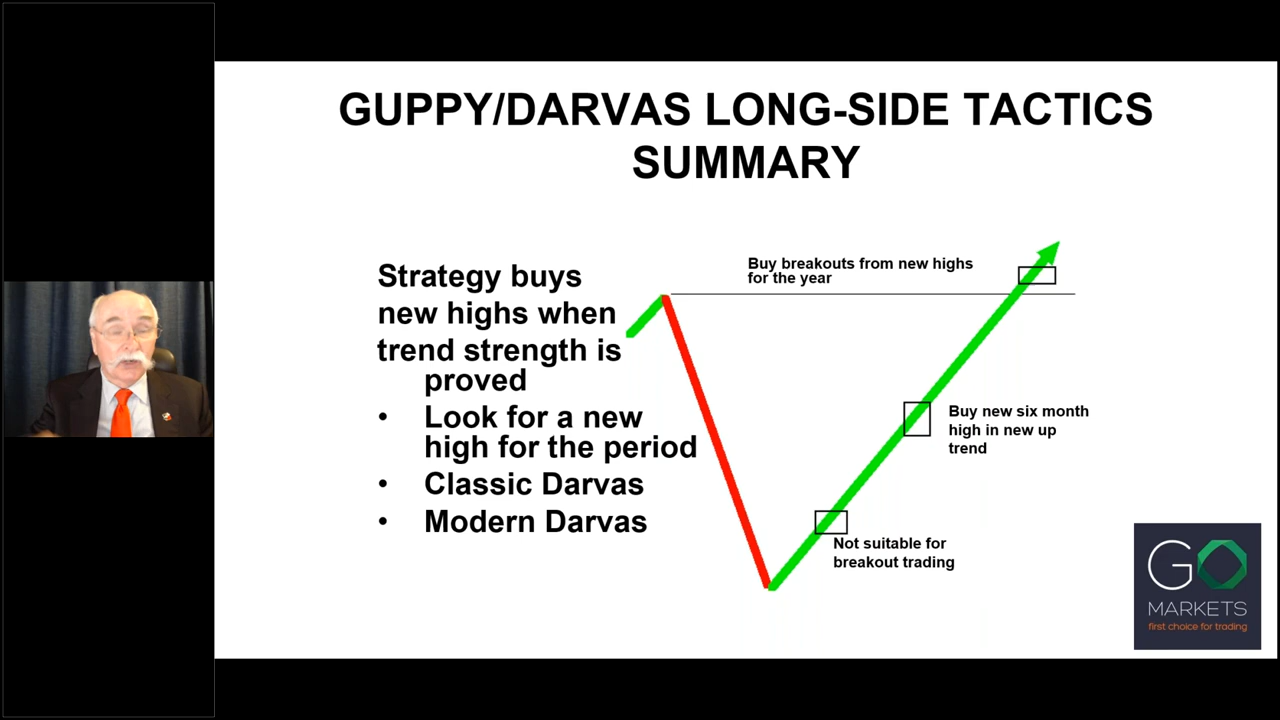 GUPPY/DARVAS LONG-SIDE TACTICS
SUMMARY
Strategy buys
new highs when
trend strength is
proved
• Look for a new
high for the period
• Classic Darvas
• Modern Darvas
Buy breakouts from new highs
for the year
Buy new six month
high in new up
trend
Not suitable for
breakout trading
GO
MARKETS
first choice for trading